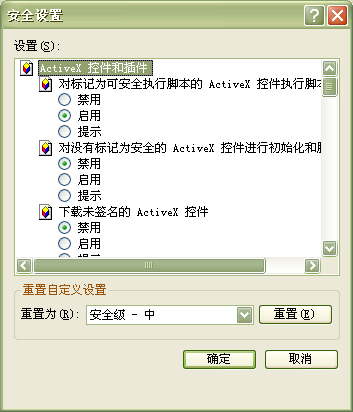 安全设置
设置(S):
ActiveX 控件和插件
对标记为可安全执行脚本的 ActiveX 控件执行脚本
禁用
启用
提示
对没有标记为安全的 ActiveX 控件进行初始化和
禁用
启用
提示
下载未签名的 ActiveX 控件
禁用
启用
重置自定义设置
重置为(R):
安全级 - 中
重置(E)
确定
取消